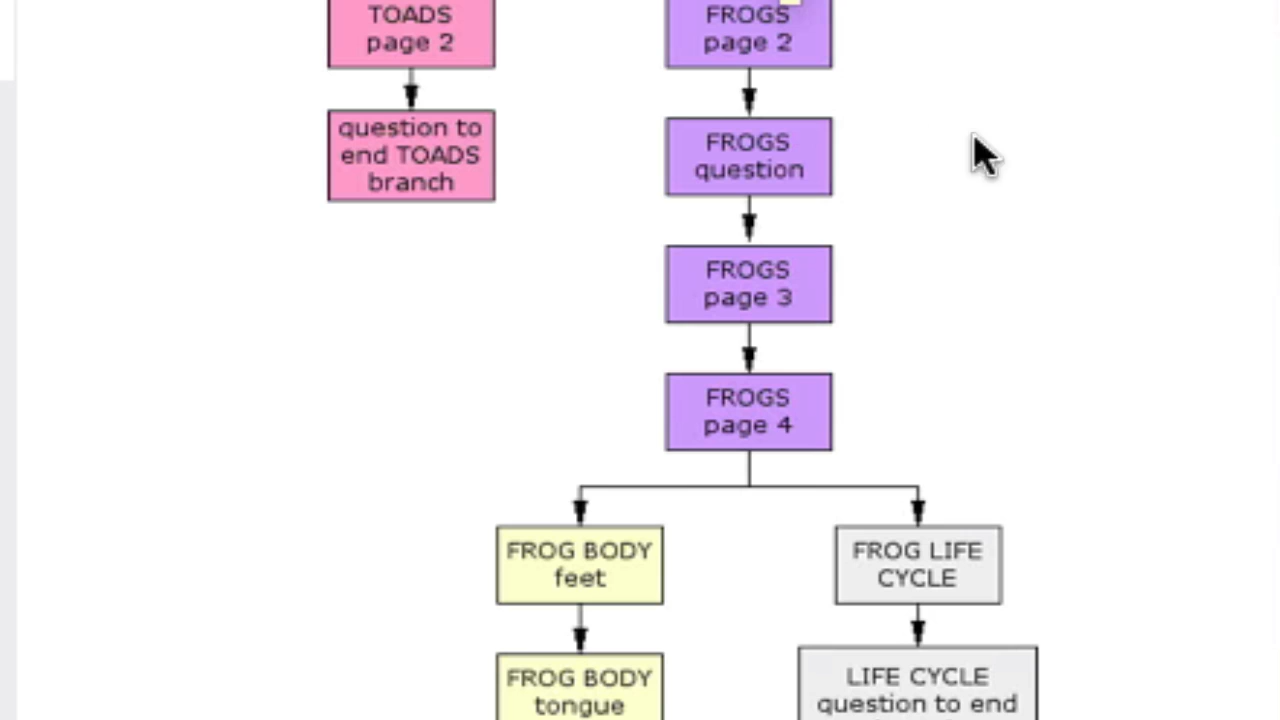 TOADS
page 2
FROGS
page 2
question to
end TOADS
branch
FROGS
question
FROGS
page 3
FROGS
page 4
FROG BODY
feet
FROG LIFE
CYCLE
FROG BODY
tongue
LIFE CYCLE
question to end